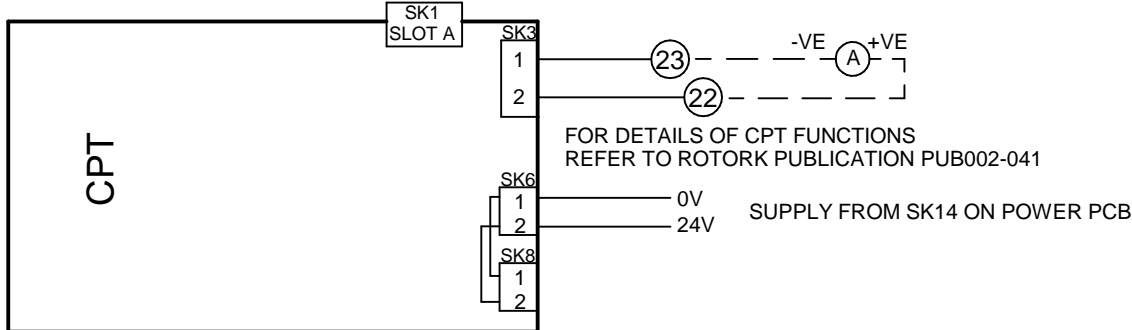 SK1
SLOT A
SK3
1
2
23
-VE
A
+VE
22
FOR DETAILS OF CPT FUNCTIONS
REFER TO ROTORK PUBLICATION PUB002-041
CPT
SK6
1
2
0V
24V
SUPPLY FROM SK14 ON POWER PCB
SK8
1
2